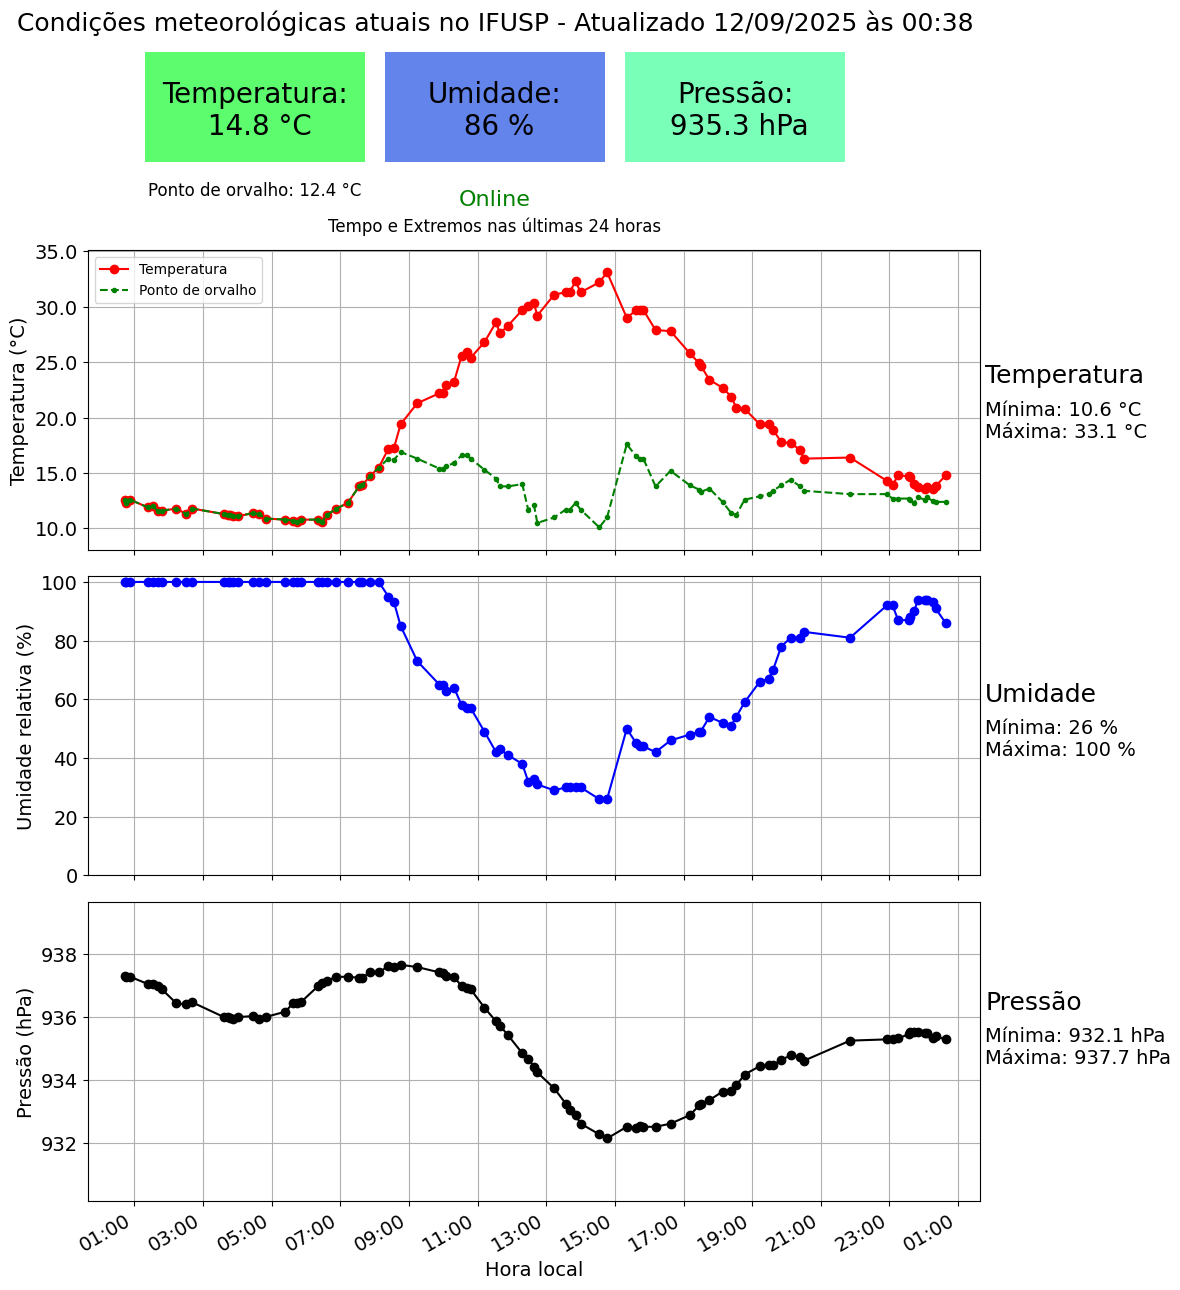 Condições meteorológicas atuais no IFUSP - Atualizado 12/09/2025 às 00:38
Temperatura:
14.8 °C
Umidade:
86 %
Pressão:
935.3 hPa
Ponto de orvalho: 12.4 °C
Online
Tempo e Extremos nas últimas 24 horas
Temperatura (°C)
35.0
30.0
25.0
20.0
15.0
10.0
Temperatura
Ponto de orvalho
Temperatura
Mínima: 10.6 °C
Máxima: 33.1 °C
Umidade relativa (%)
100
80
60
40
20
0
Umidade
Mínima: 26 %
Máxima: 100 %
Pressão (hPa)
938
936
934
932
Pressão
Mínima: 932.1 hPa
Máxima: 937.7 hPa
01:00 03:00 05:00 07:00 09:00 11:00 13:00 15:00 17:00 19:00 21:00 23:00 01:00
Hora local